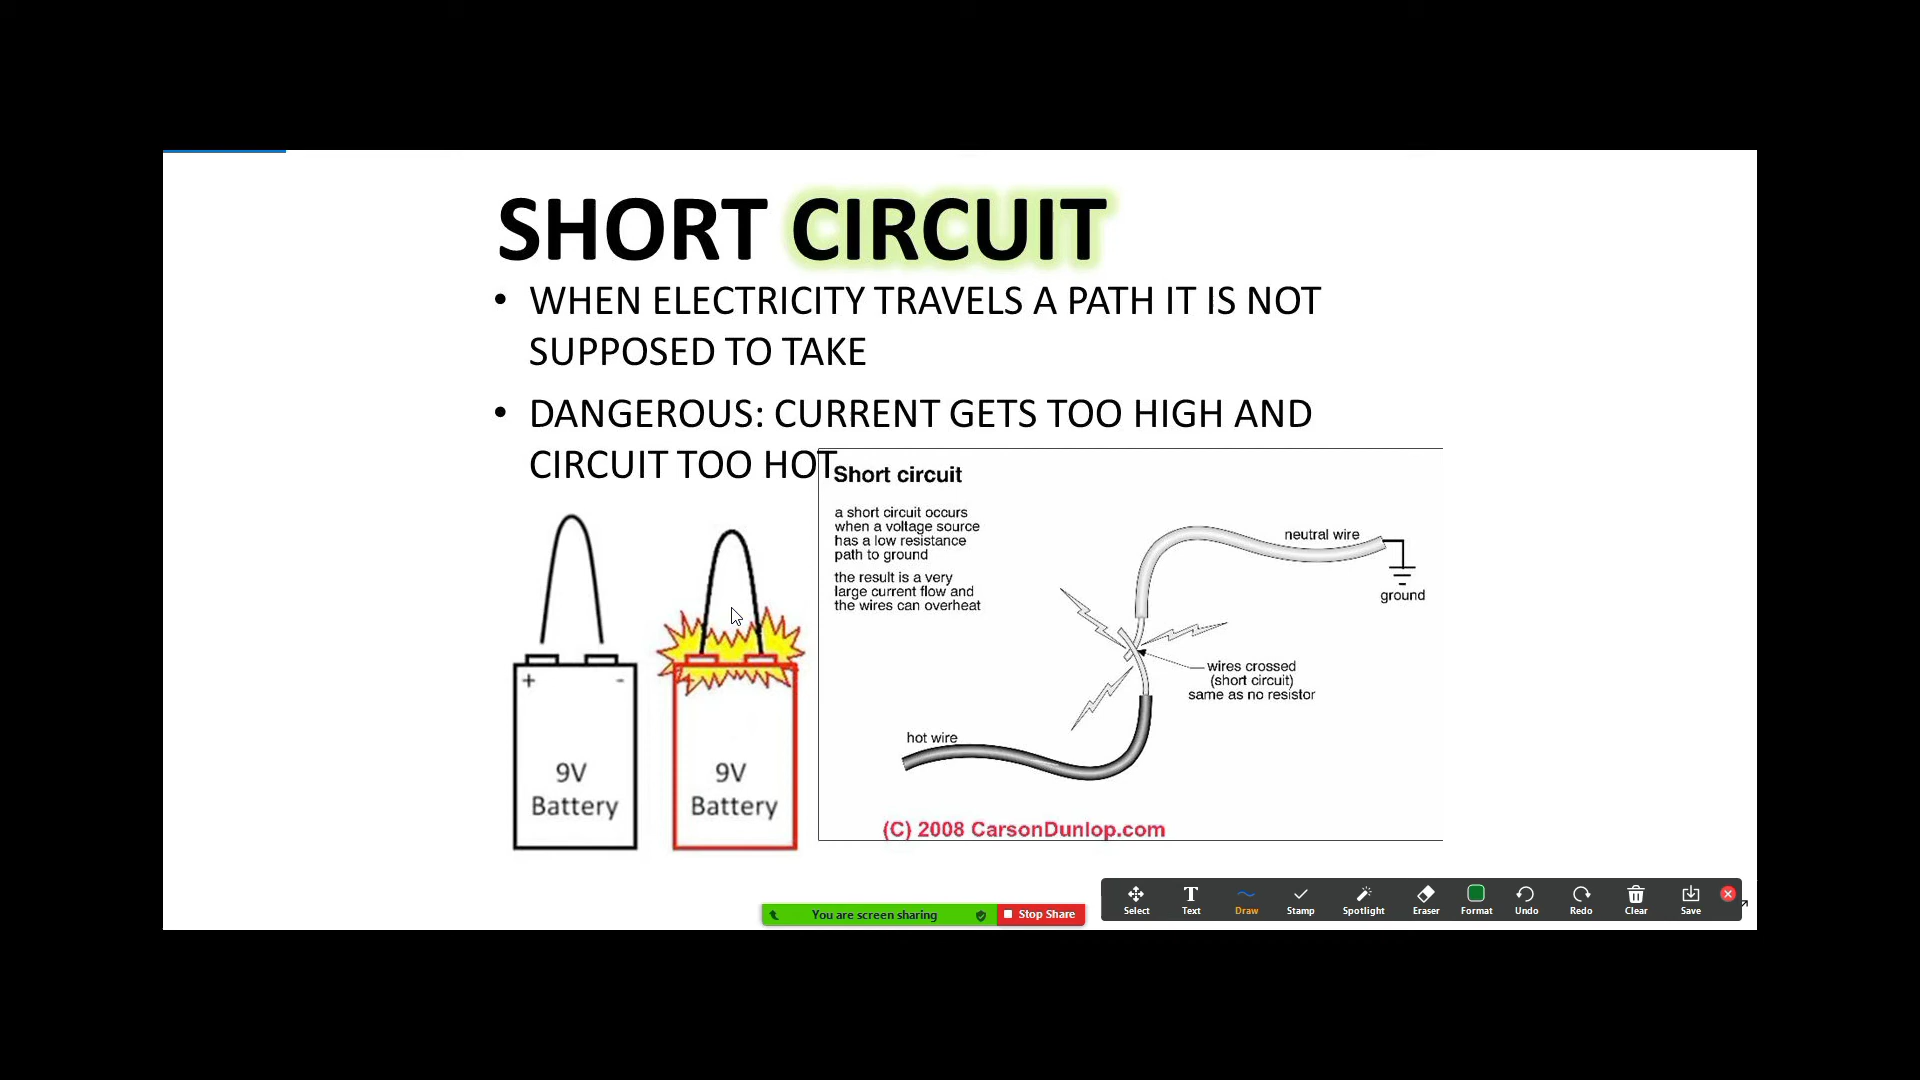 SHORT CIRCUIT
• WHEN ELECTRICITY TRAVELS A PATH IT IS NOT
SUPPOSED TO TAKE
• DANGEROUS: CURRENT GETS TOO HIGH AND
CIRCUIT TOO HOT
Short circuit
a short circuit occurs
when a voltage source
has a low resistance
path to ground
the result is a very
large current flow and
the wires can overheat
neutral wire
ground
wires crossed
(short circuit)
same as no resistor
hot wire
(C) 2008 CarsonDunlop.com
+ -
9V
Battery
9V
Battery
You are screen sharing
Stop Share
Select Text Draw Stamp Spotlight Eraser Format Undo Redo Clear Save